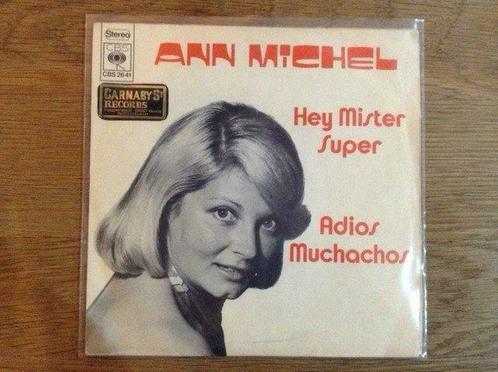 Stereo
ANN MICHEL
CBS
CBS 2641
CARNABY St
RECORDS
Hey Mister
Super
Adios
Muchachos